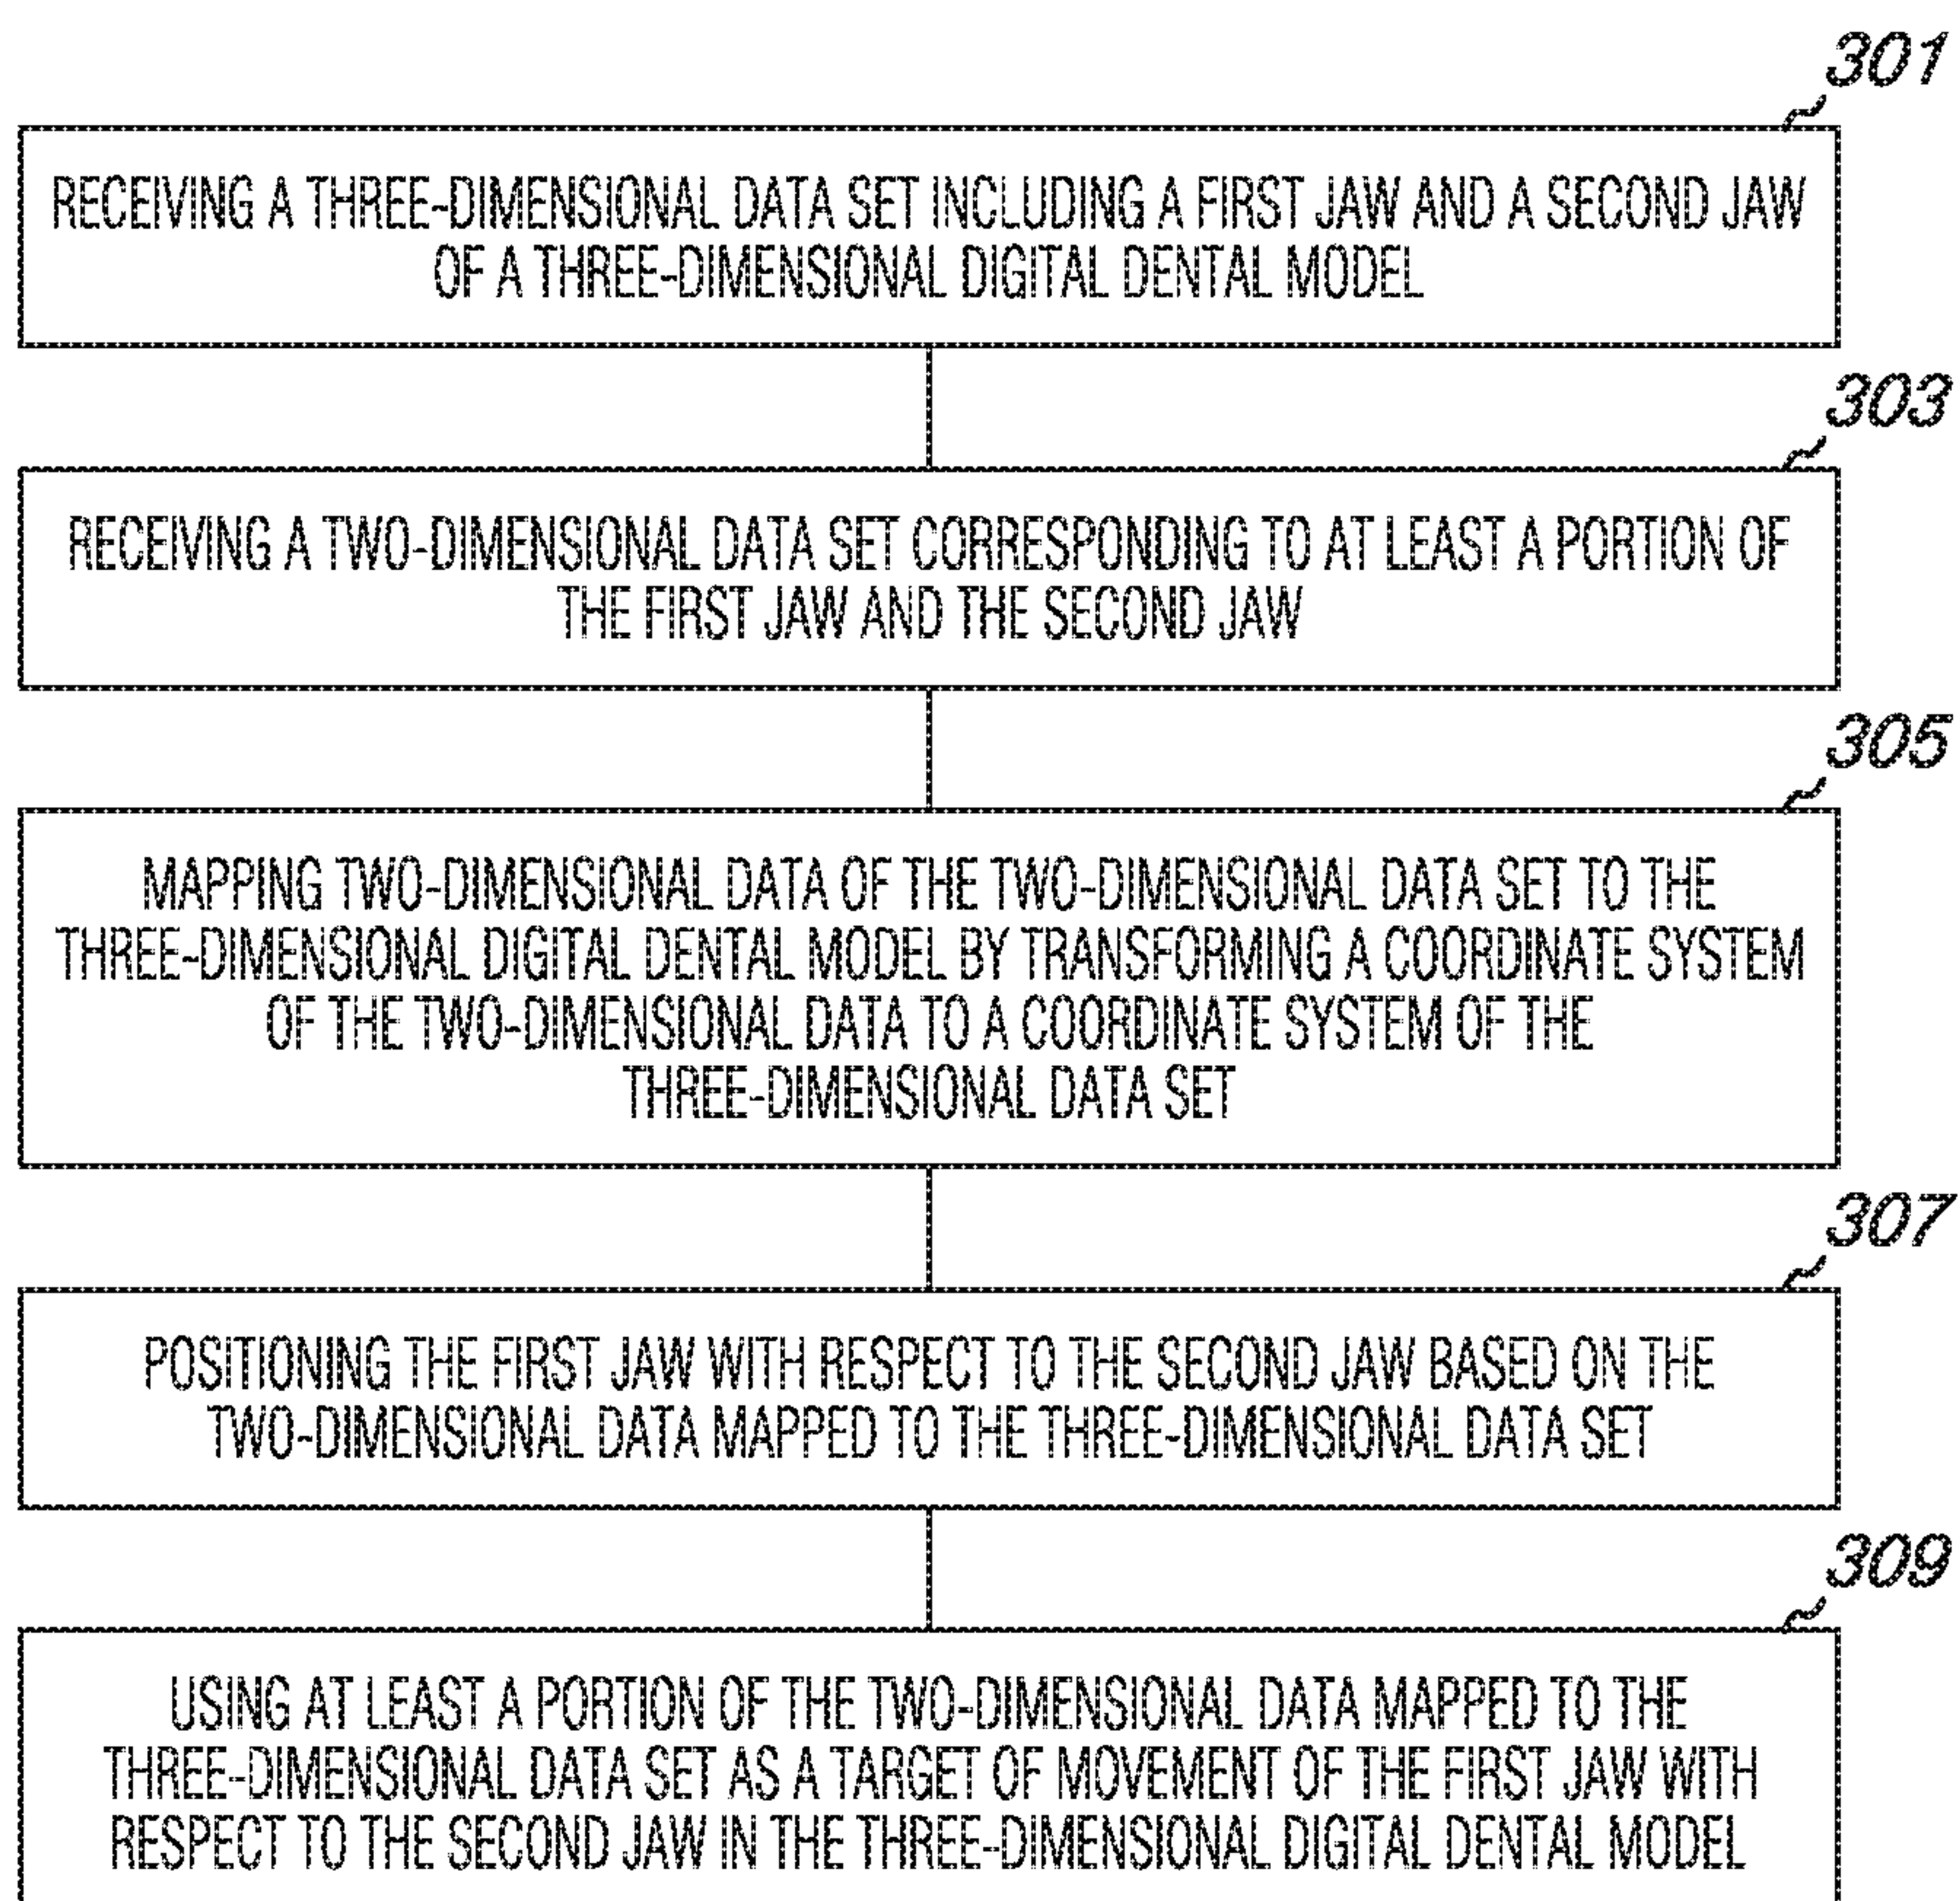 301
RECEIVING A THREE-DIMENSIONAL DATA SET INCLUDING A FIRST JAW AND A SECOND JAW
OF A THREE-DIMENSIONAL DIGITAL DENTAL MODEL
303
RECEIVING A TWO-DIMENSIONAL DATA SET CORRESPONDING TO AT LEAST A PORTION OF
THE FIRST JAW AND THE SECOND JAW
305
MAPPING TWO-DIMENSIONAL DATA OF THE TWO-DIMENSIONAL DATA SET TO THE
THREE-DIMENSIONAL DIGITAL DENTAL MODEL BY TRANSFORMING A COORDINATE SYSTEM
OF THE TWO-DIMENSIONAL DATA TO A COORDINATE SYSTEM OF THE
THREE-DIMENSIONAL DATA SET
307
POSITIONING THE FIRST JAW WITH RESPECT TO THE SECOND JAW BASED ON THE
TWO-DIMENSIONAL DATA MAPPED TO THE THREE-DIMENSIONAL DATA SET
309
USING AT LEAST A PORTION OF THE TWO-DIMENSIONAL DATA MAPPED TO THE
THREE-DIMENSIONAL DATA SET AS A TARGET OF MOVEMENT OF THE FIRST JAW WITH
RESPECT TO THE SECOND JAW IN THE THREE-DIMENSIONAL DIGITAL DENTAL MODEL